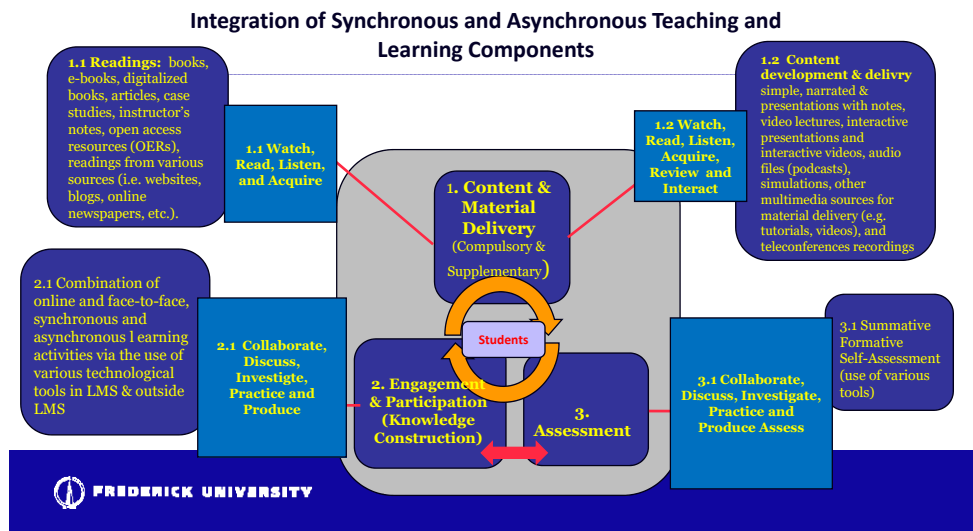 Integration of Synchronous and Asynchronous Teaching and
Learning Components
1.1 Readings: books,
e-books, digitalized
books, articles, case
studies, instructor's
notes, open access
resources (OERs),
readings from various
sources (i.e. websites,
blogs, online
newspapers, etc.).
1.1 Watch,
Read, Listen,
and Acquire
1. Content &
Material
Delivery
(Compulsory &
Supplementary)
1.2 Watch,
Read, Listen,
Acquire,
Review and
Interact
1.2 Content
development & delivry
simple, narrated &
presentations with notes,
video lectures, interactive
presentations and
interactive videos, audio
files (podcasts),
simulations, other
multimedia sources for
material delivery (e.g.
tutorials, videos), and
teleconferences recordings
2.1 Combination of
online and face-to-face,
synchronous and
asynchronous l earning
activities via the use of
various technological
tools in LMS & outside
LMS
2.1 Collaborate,
Discuss,
Investigte,
Practice and
Produce
Students
2. Engagement
& Participation
(Knowledge
Construction)
3.
Assessment
3.1 Collaborate,
Discuss, Investigate,
Practice and
Produce Assess
3.1 Summative
Formative
Self-Assessment
(use of various
tools)
FREDERICK UNIVERSITY